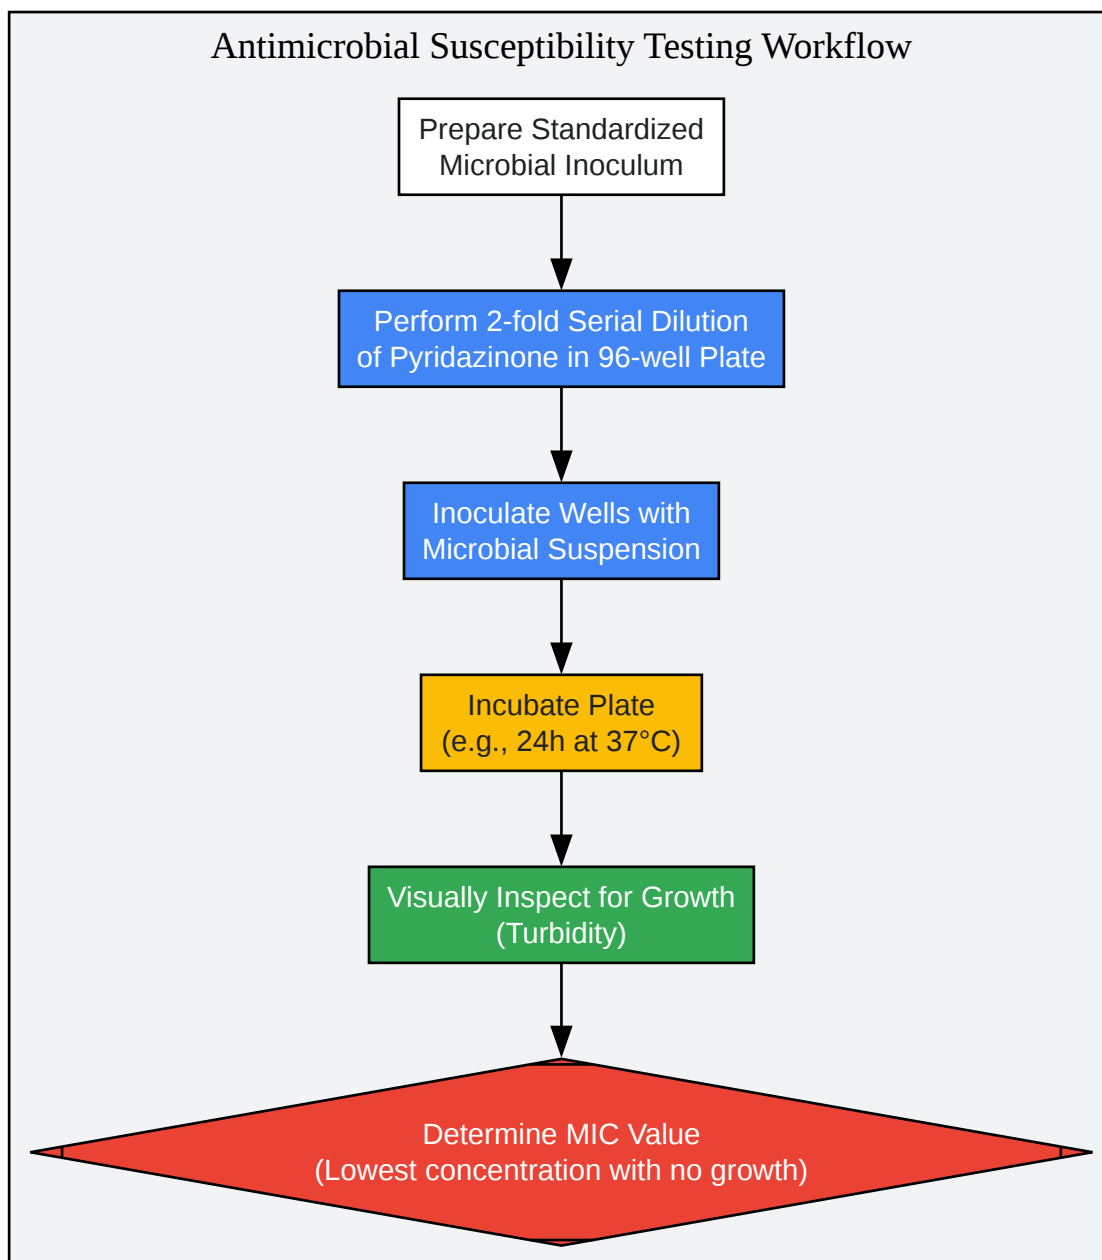 Antimicrobial Susceptibility Testing Workflow
Prepare Standardized
Microbial Inoculum
Perform 2-fold Serial Dilution
of Pyridazinone in 96-well Plate
Inoculate Wells with
Microbial Suspension
Incubate Plate
(e.g., 24h at 37°C)
Visually Inspect for Growth
(Turbidity)
Determine MIC Value
(Lowest concentration with no growth)